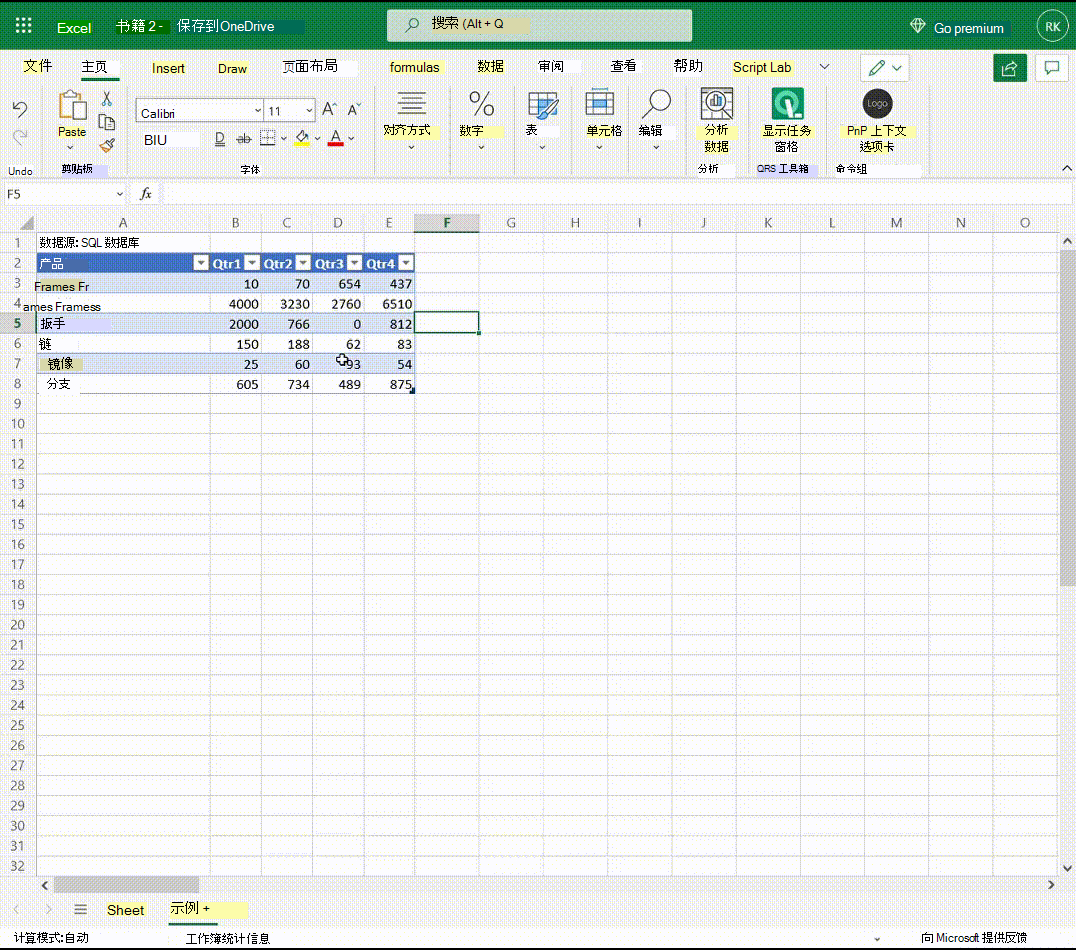 Excel 书籍 2 - 保存到OneDrive 搜索 (Alt + Q Go premium RK
文件 主页 Insert Draw 页面布局 formulas 数据 审阅 查看 帮助 Script Lab
Calibri 11
Paste BIU D ab A 对齐方式 数字 表 单元格 编辑 分析 数据 显示任务 窗格 Logo PnP 上下文 选项卡
Undo 剪贴板 字体 分析 QRS 工具箱 命令组
F5 fx
A B C D E F G H I J K L M N O
1 数据源: SQL 数据库
2 产品 Qtr1 Qtr2 Qtr3 Qtr4
3 Frames Fr 10 70 654 437
4 ames Framess 4000 3230 2760 6510
5 扳手 2000 766 0 812
6 链 150 188 62 83
7 镜像 25 60 93 54
8 分支 605 734 489 875
9
10
11
12
13
14
15
16
17
18
19
20
21
22
23
24
25
26
27
28
29
30
31
32
Sheet 示例 +
计算模式:自动 工作簿统计信息 向 Microsoft 提供反馈